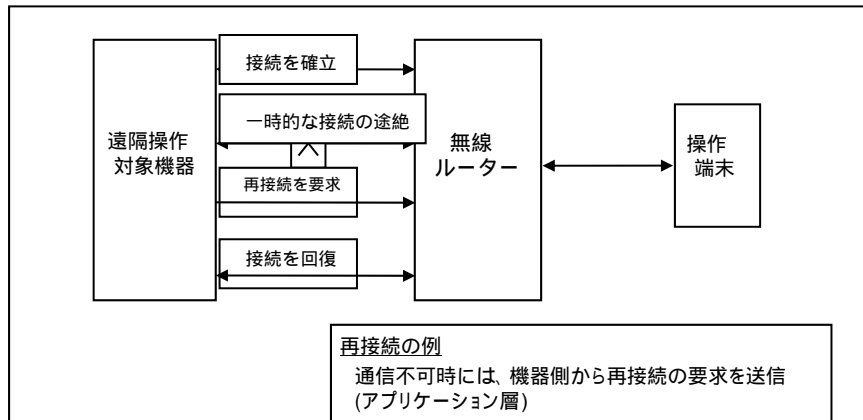 接続を確立
一時的な接続の途絶
遠隔操作
対象機器
無線
ルーター
操作
端末
再接続を要求
接続を回復
再接続の例
通信不可時には、機器側から再接続の要求を送信
(アプリケーション層)